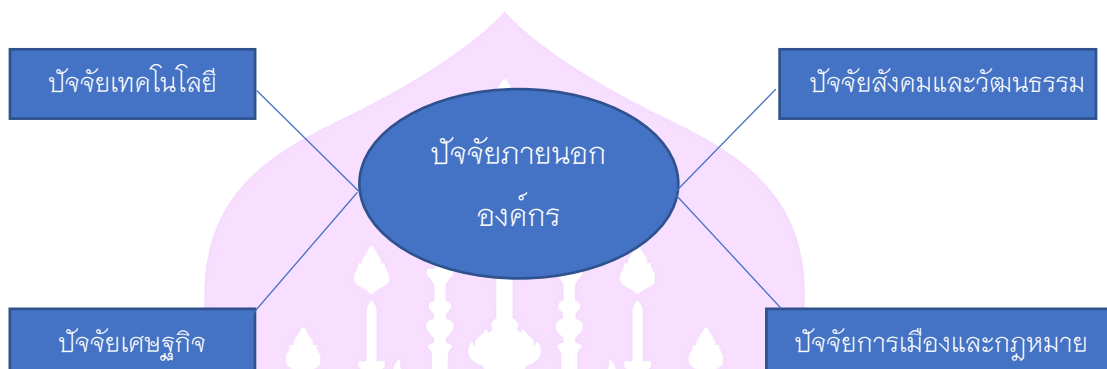 ปัจจัยเทคโนโลยี
ปัจจัยสังคมและวัฒนธรรม
ปัจจัยภายนอก
องค์กร
ปัจจัยเศษฐกิจ
ปัจจัยการเมืองและกฎหมาย